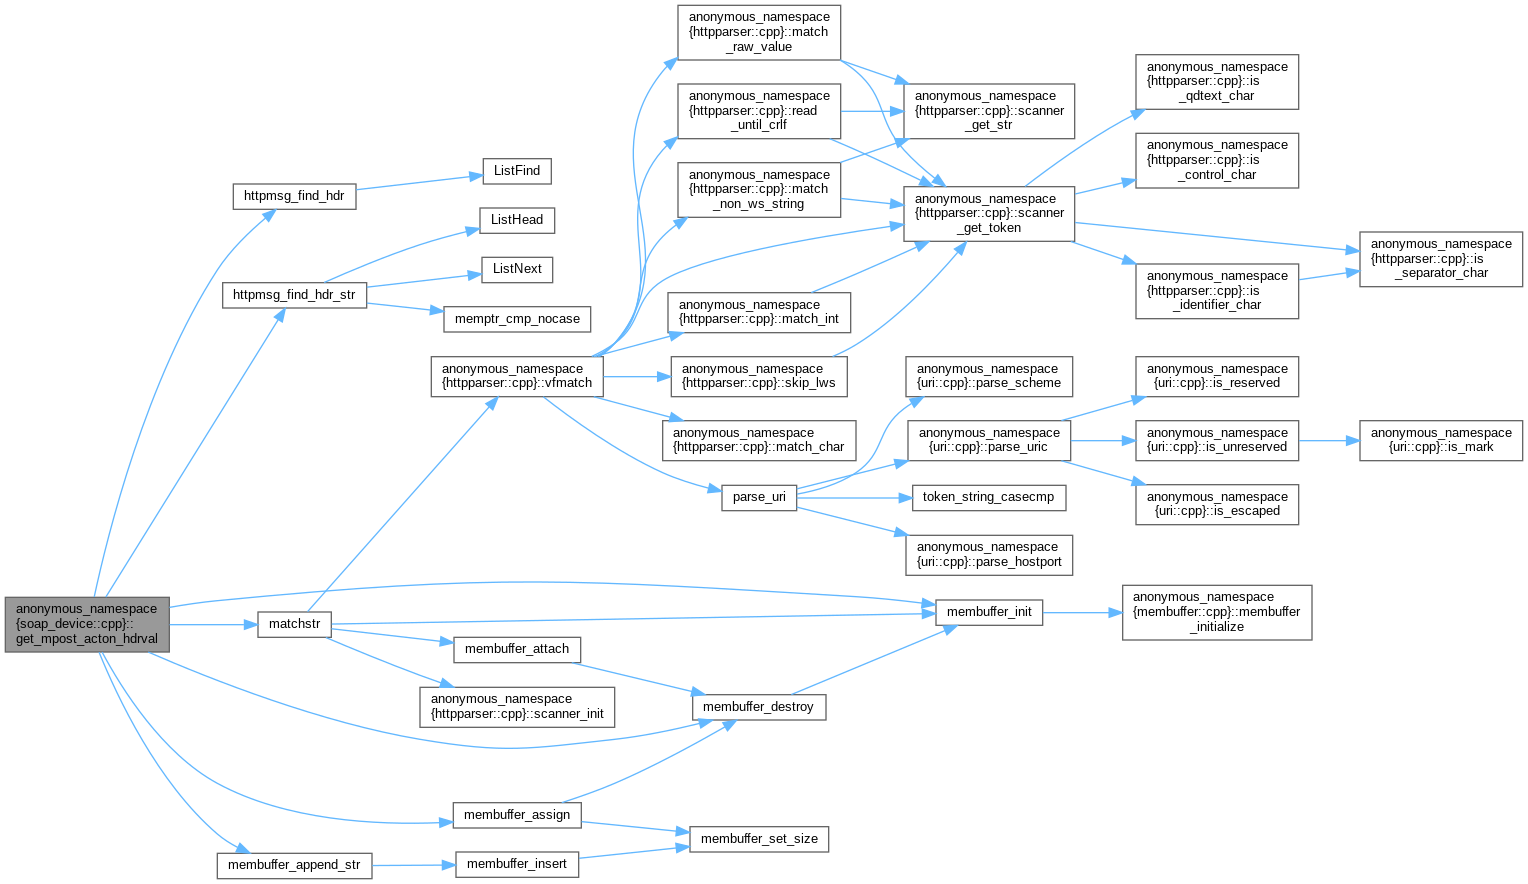 anonymous_namespace
{soap_device::cpp}::
get_mpost_acton_hdrval
httpmsg_find_hdr
ListFind
httpmsg_find_hdr_str
ListHead
ListNext
memptr_cmp_nocase
matchstr
anonymous_namespace
{httpparser::cpp}::vfmatch
anonymous_namespace
{httpparser::cpp}::match
_raw_value
anonymous_namespace
{httpparser::cpp}::read
_until_crlf
anonymous_namespace
{httpparser::cpp}::match
_non_ws_string
anonymous_namespace
{httpparser::cpp}::match_int
anonymous_namespace
{httpparser::cpp}::skip_lws
anonymous_namespace
{httpparser::cpp}::match_char
parse_uri
anonymous_namespace
{httpparser::cpp}::scanner
_get_str
anonymous_namespace
{httpparser::cpp}::scanner
_get_token
anonymous_namespace
{httpparser::cpp}::is
_qdtext_char
anonymous_namespace
{httpparser::cpp}::is
_control_char
anonymous_namespace
{httpparser::cpp}::is
_identifier_char
anonymous_namespace
{httpparser::cpp}::is
_separator_char
anonymous_namespace
{uri::cpp}::parse_scheme
anonymous_namespace
{uri::cpp}::parse_uric
token_string_casecmp
anonymous_namespace
{uri::cpp}::parse_hostport
anonymous_namespace
{uri::cpp}::is_reserved
anonymous_namespace
{uri::cpp}::is_unreserved
anonymous_namespace
{uri::cpp}::is_escaped
anonymous_namespace
{uri::cpp}::is_mark
membuffer_attach
anonymous_namespace
{httpparser::cpp}::scanner_init
membuffer_init
anonymous_namespace
{membuffer::cpp}::membuffer
_initialize
membuffer_destroy
membuffer_assign
membuffer_set_size
membuffer_append_str
membuffer_insert